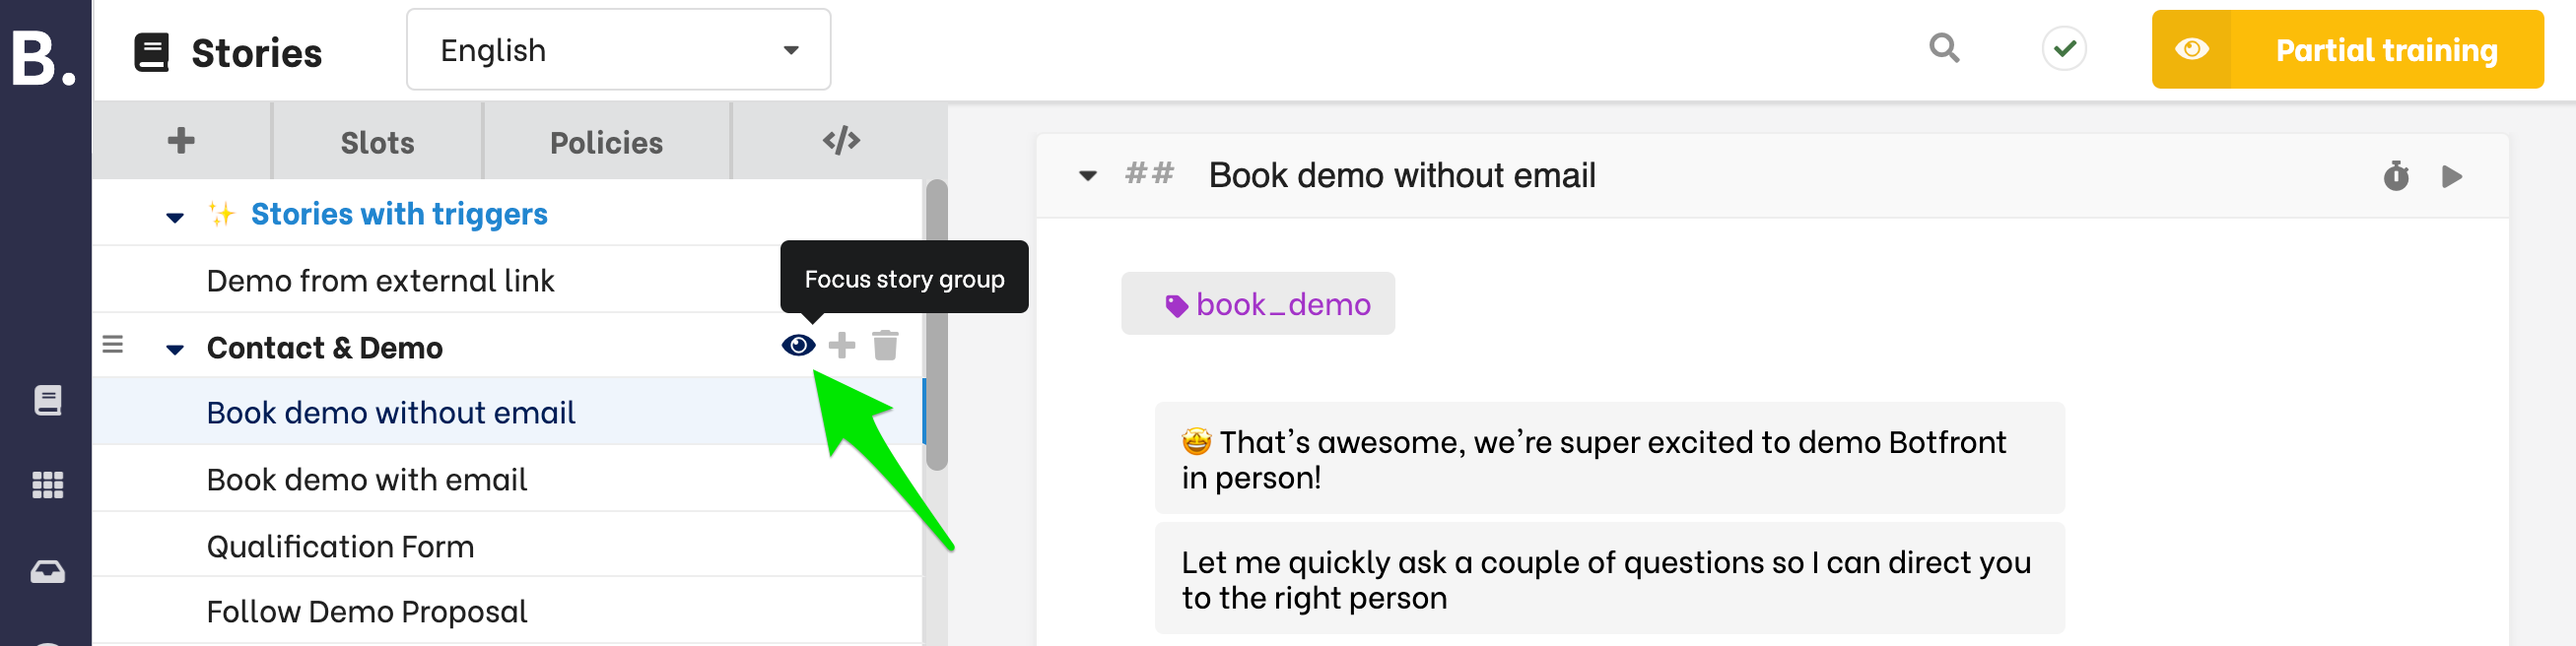 B.
Stories
English
Partial training
Slots
Policies
</>
Stories with triggers
Demo from external link
Focus story group
Contact & Demo
Book demo without email
Book demo with email
Qualification Form
Follow Demo Proposal
## Book demo without email
book_demo
🤩 That's awesome, we're super excited to demo Botfront
in person!
Let me quickly ask a couple of questions so I can direct you
to the right person